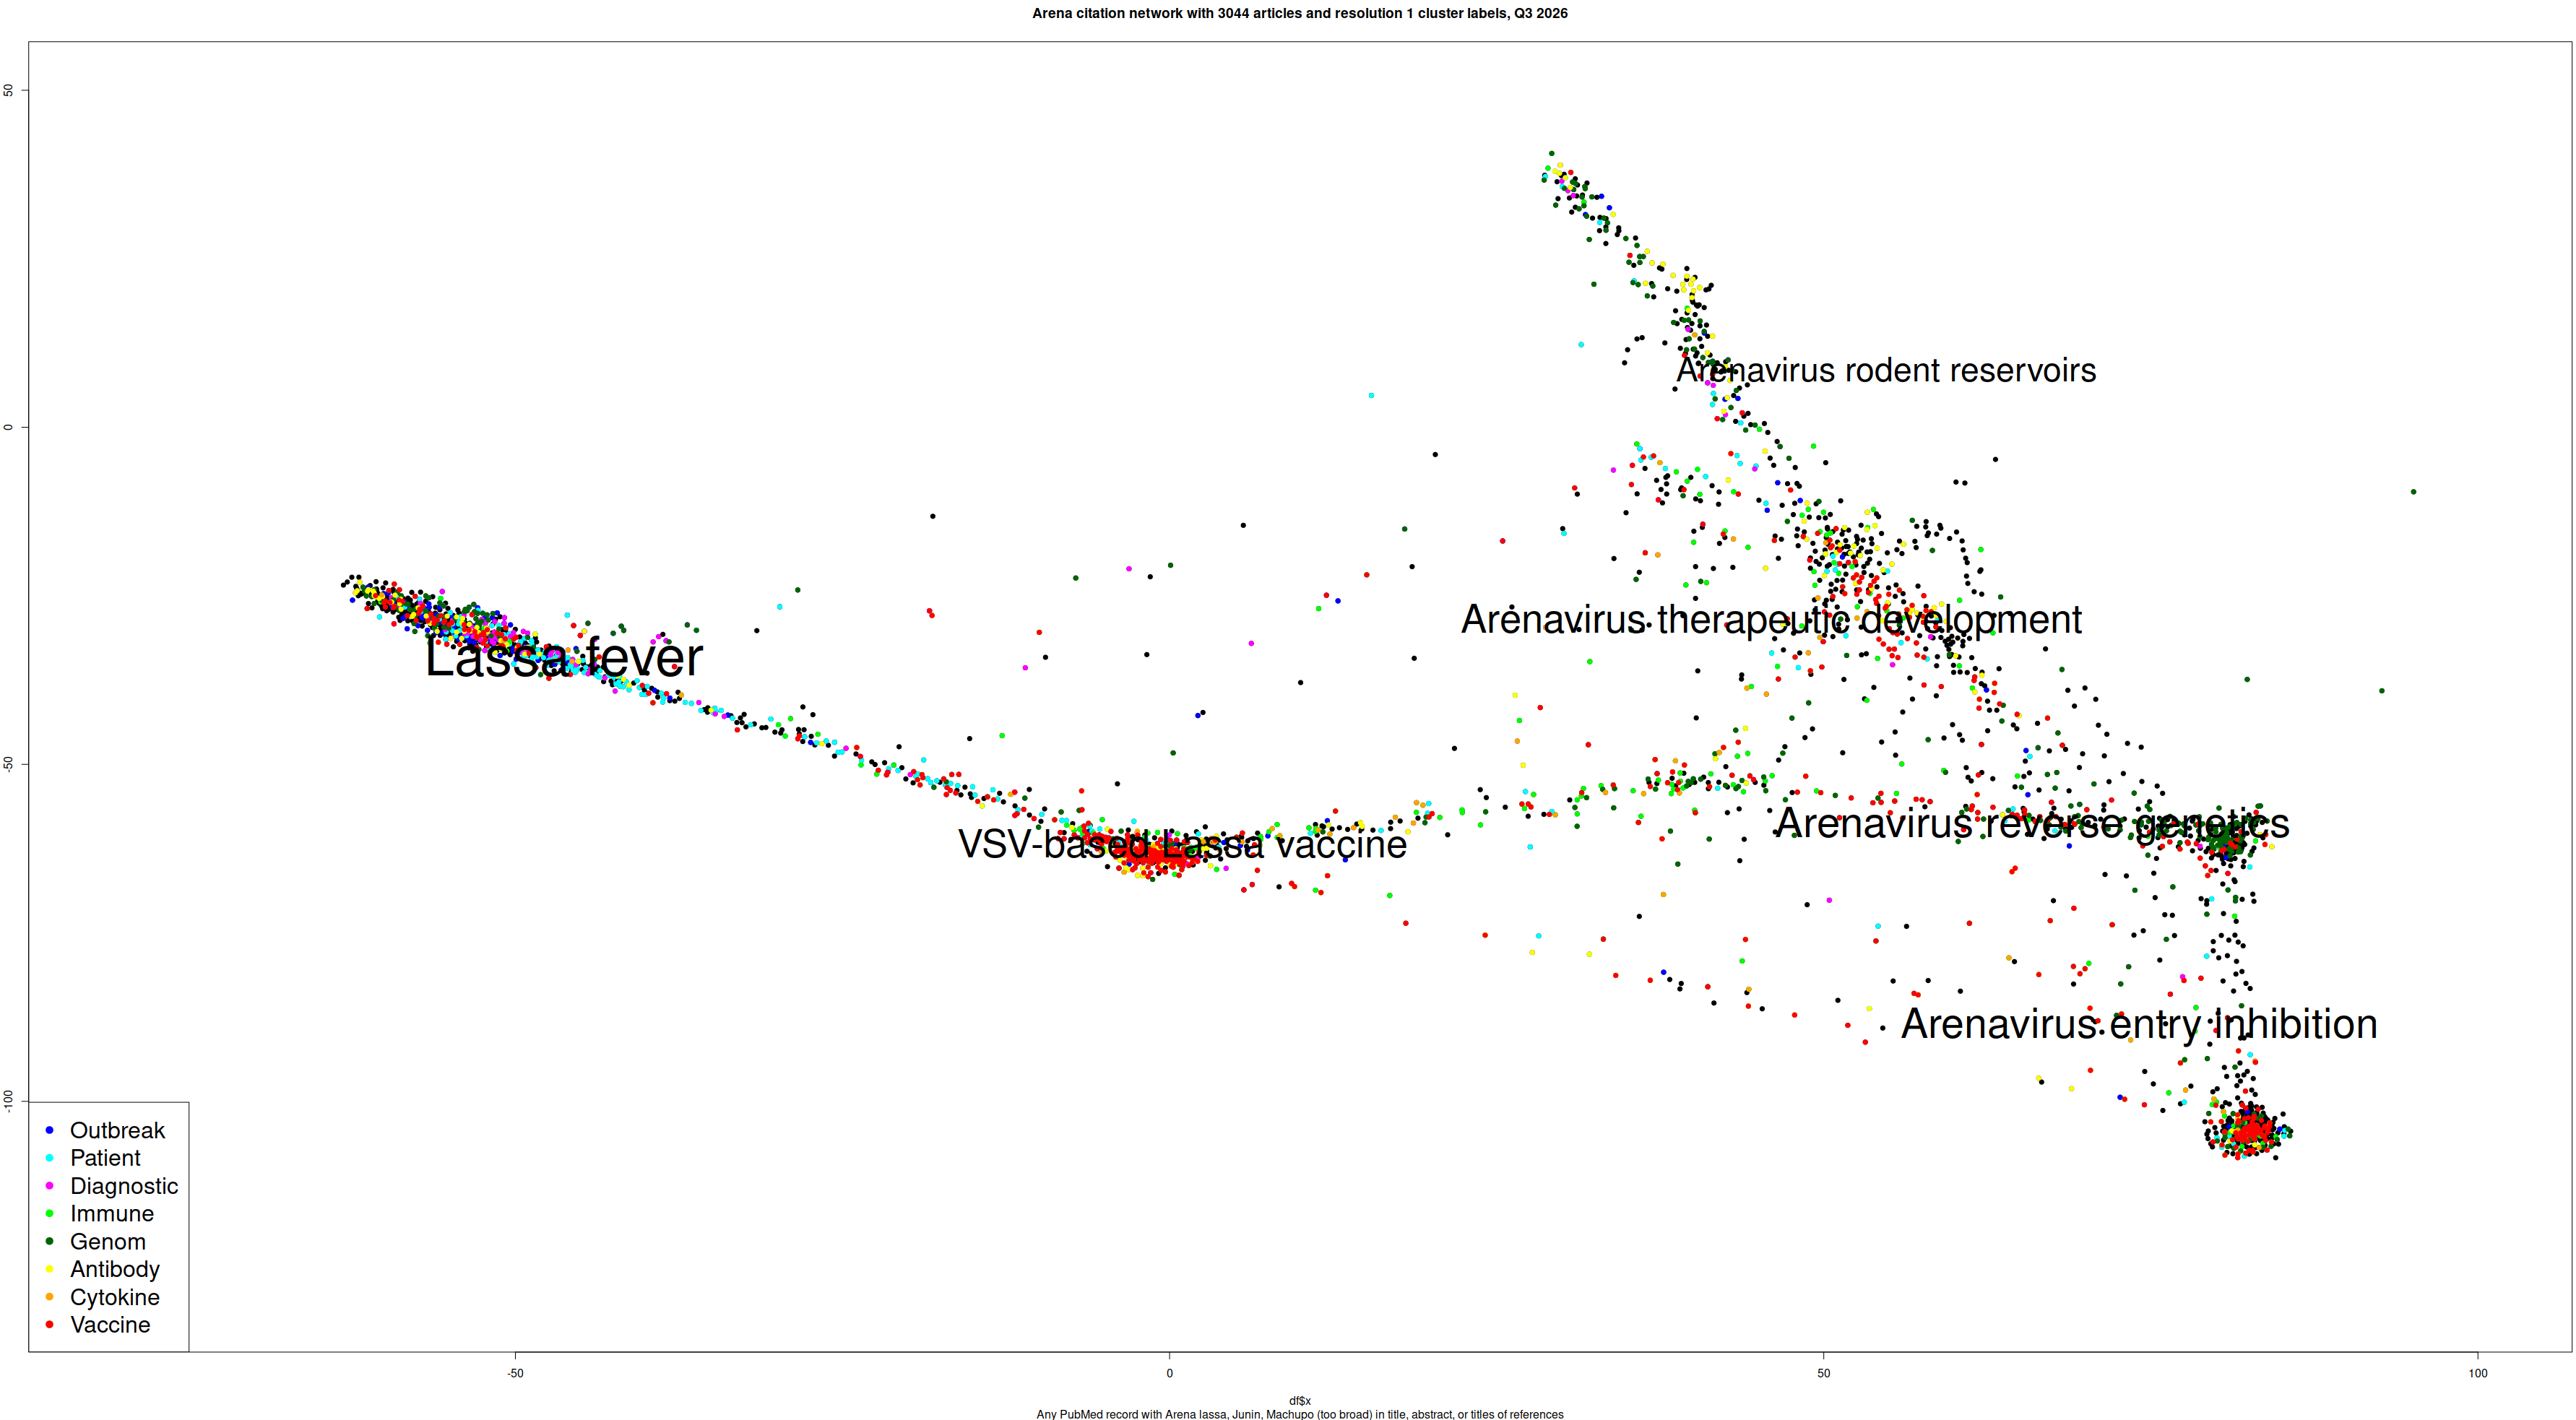 Arena citation network with 3044 articles and resolution 1 cluster labels, Q3 2026
50
0
-50
-100
Arenavirus rodent reservoirs
Arenavirus therapeutic development
Lassa fever
VSV-based Lassa vaccine
Arenavirus reverse genetics
Arenavirus entry inhibition
Outbreak
Patient
Diagnostic
Immune
Genom
Antibody
Cytokine
Vaccine
-50
0
50
100
df$x
Any PubMed record with Arena lassa, Junin, Machupo (too broad) in title, abstract, or titles of references